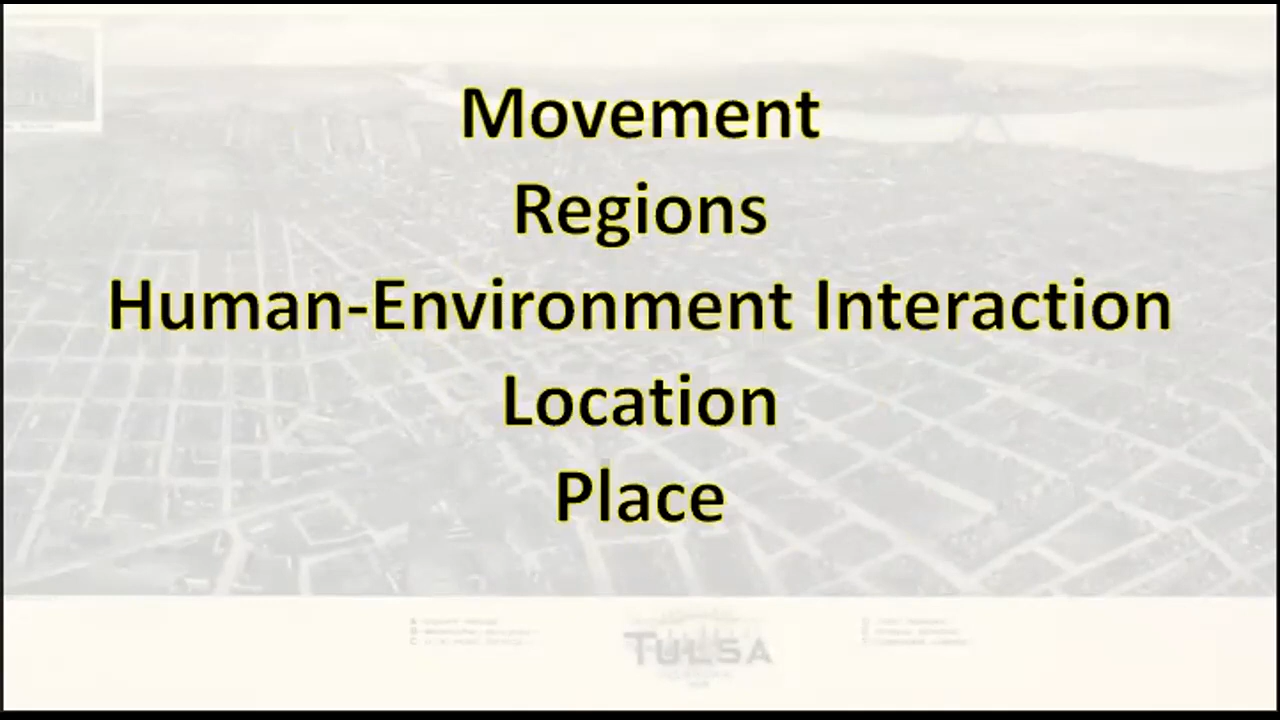 Movement
Regions
Human-Environment Interaction
Location
Place
TULSA